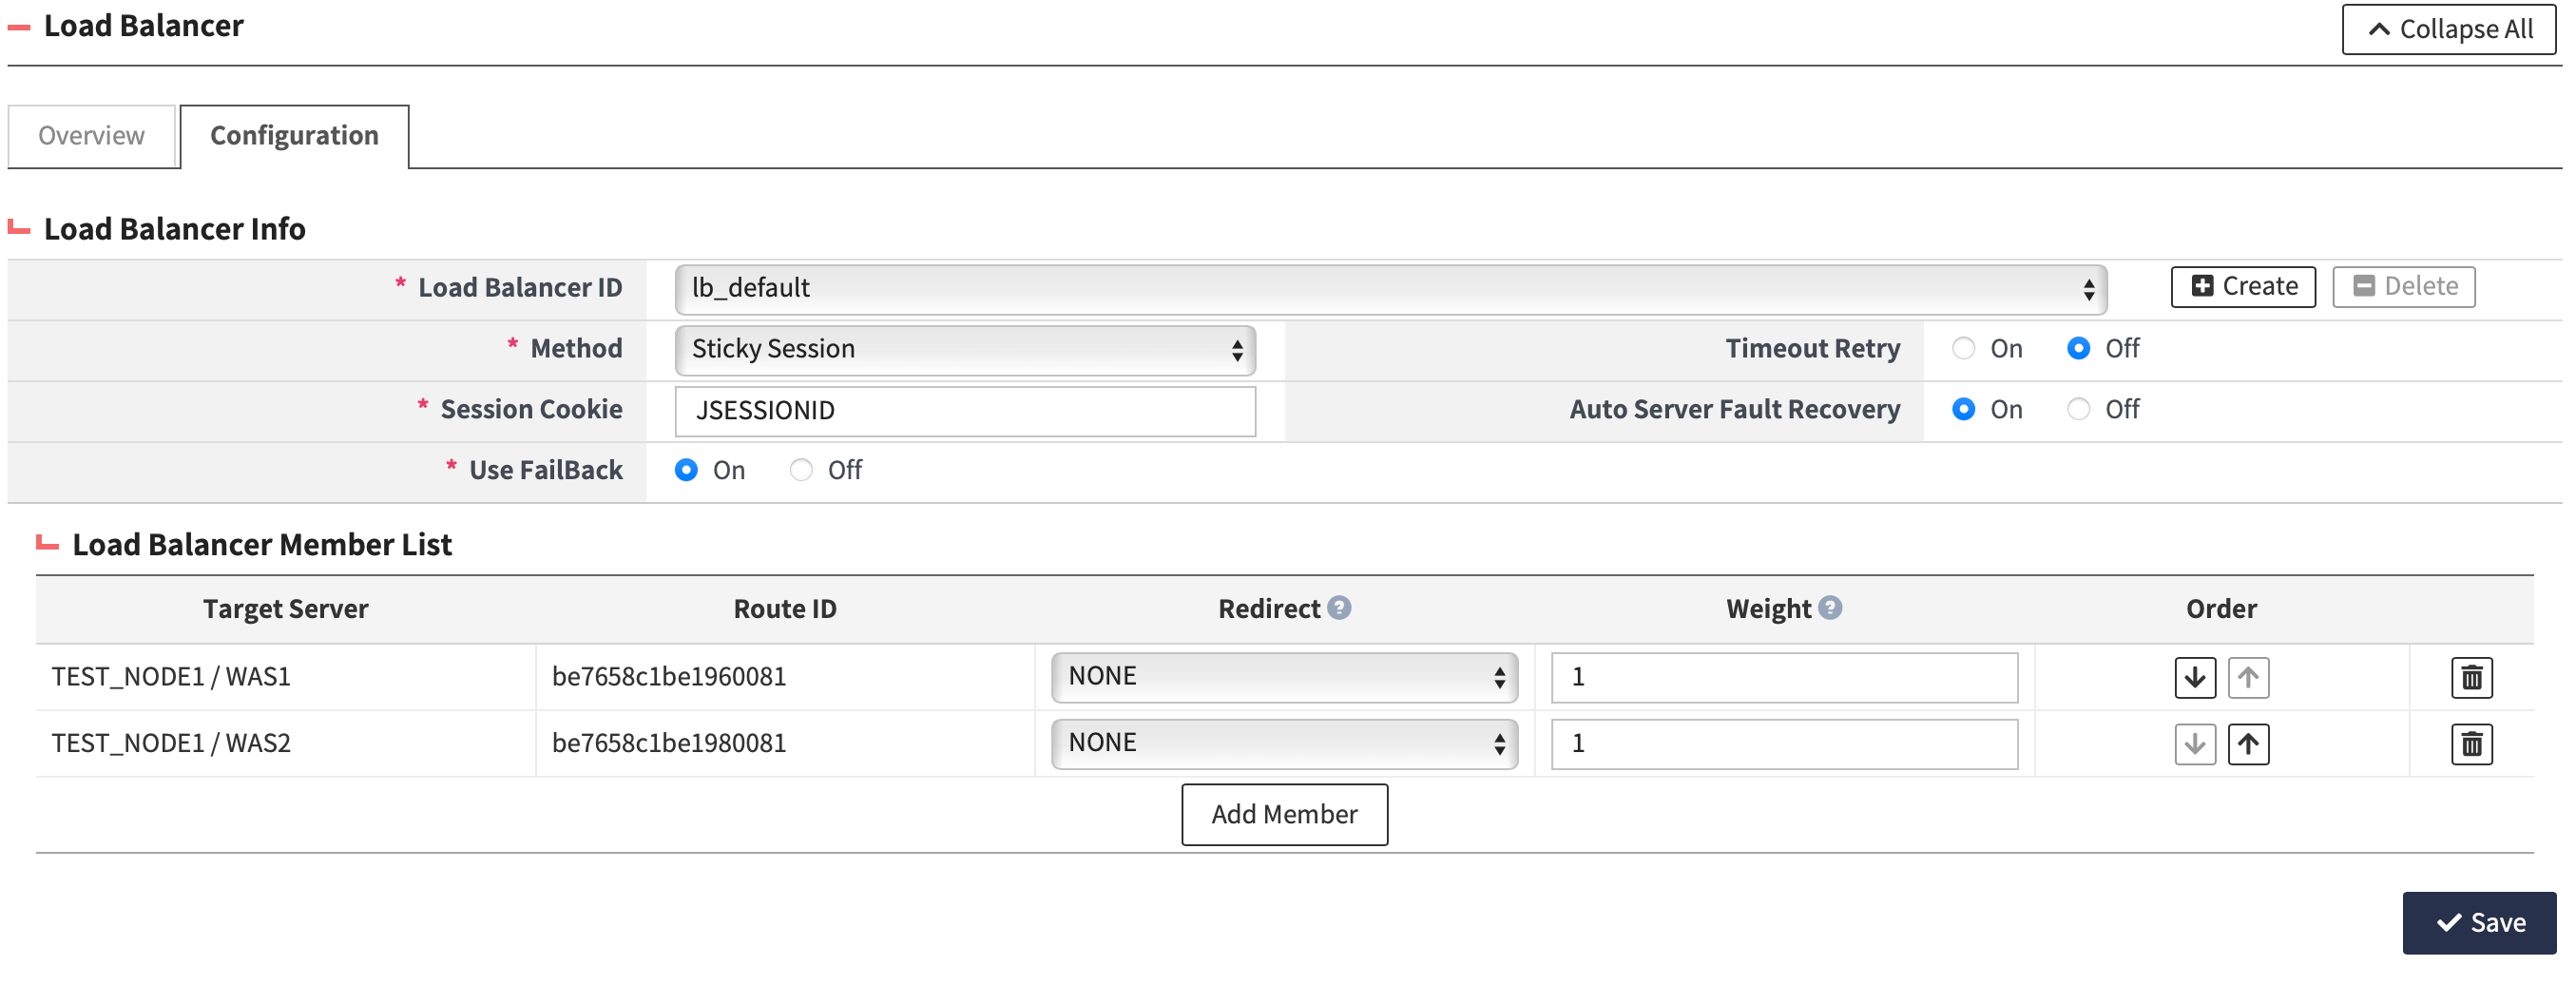 Load Balancer
Collapse All
Overview
Configuration
Load Balancer Info
* Load Balancer ID lb_default Create Delete
* Method Sticky Session Timeout Retry On Off
* Session Cookie JSESSIONID Auto Server Fault Recovery On Off
* Use FailBack On Off
Load Balancer Member List
Target Server Route ID Redirect ? Weight ? Order
TEST_NODE1 / WAS1 be7658c1be1960081 NONE 1
TEST_NODE1 / WAS2 be7658c1be1980081 NONE 1
Add Member
Save